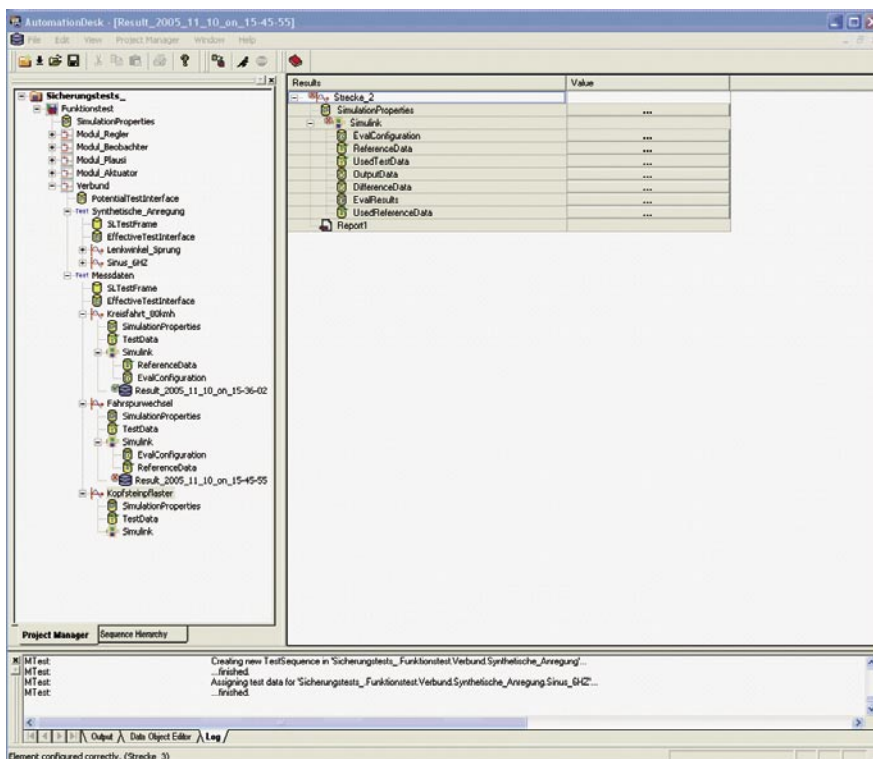 AutomationDesk - [Result_2005_11_10_on_15-45-55]
File Edit View Project Manager Window Help
Sicherungstests_
Funktionstest
SimulationProperties
Modul_Regler
Modul_Beobachter
Modul_Plausi
Modul_Aktuator
Verbund
PotentialTestInterface
Test Synthetische_Anregung
SLTestFrame
EffectiveTestInterface
Lenkwinkel_Sprung
Sinus_6HZ
Test Messdaten
SLTestFrame
EffectiveTestInterface
Kreisfahrt_80kmh
SimulationProperties
TestData
Simulink
ReferenceData
EvalConfiguration
Result_2005_11_10_on_15-36-02
Fahrspurwechsel
SimulationProperties
TestData
Simulink
EvalConfiguration
ReferenceData
Result_2005_11_10_on_15-45-55
Kopfsteinpflaster
SimulationProperties
TestData
Simulink
Project Manager Sequence Hierarchy
Results Value
Strecke_2
SimulationProperties ...
Simulink
EvalConfiguration ...
ReferenceData ...
UsedTestData ...
OutputData ...
DifferenceData ...
EvalResults ...
UsedReferenceData ...
Report1
MTest: Creating new TestSequence in 'Sicherungstests_.Funktionstest.Verbund.Synthetische_Anregung'...
MTest: ...finished.
MTest: Assigning test data for 'Sicherungstests_.Funktionstest.Verbund.Synthetische_Anregung.Sinus_6HZ'...
MTest: ...finished.
Output Data Object Editor Log
Element configured correctly. (Strecke_3)